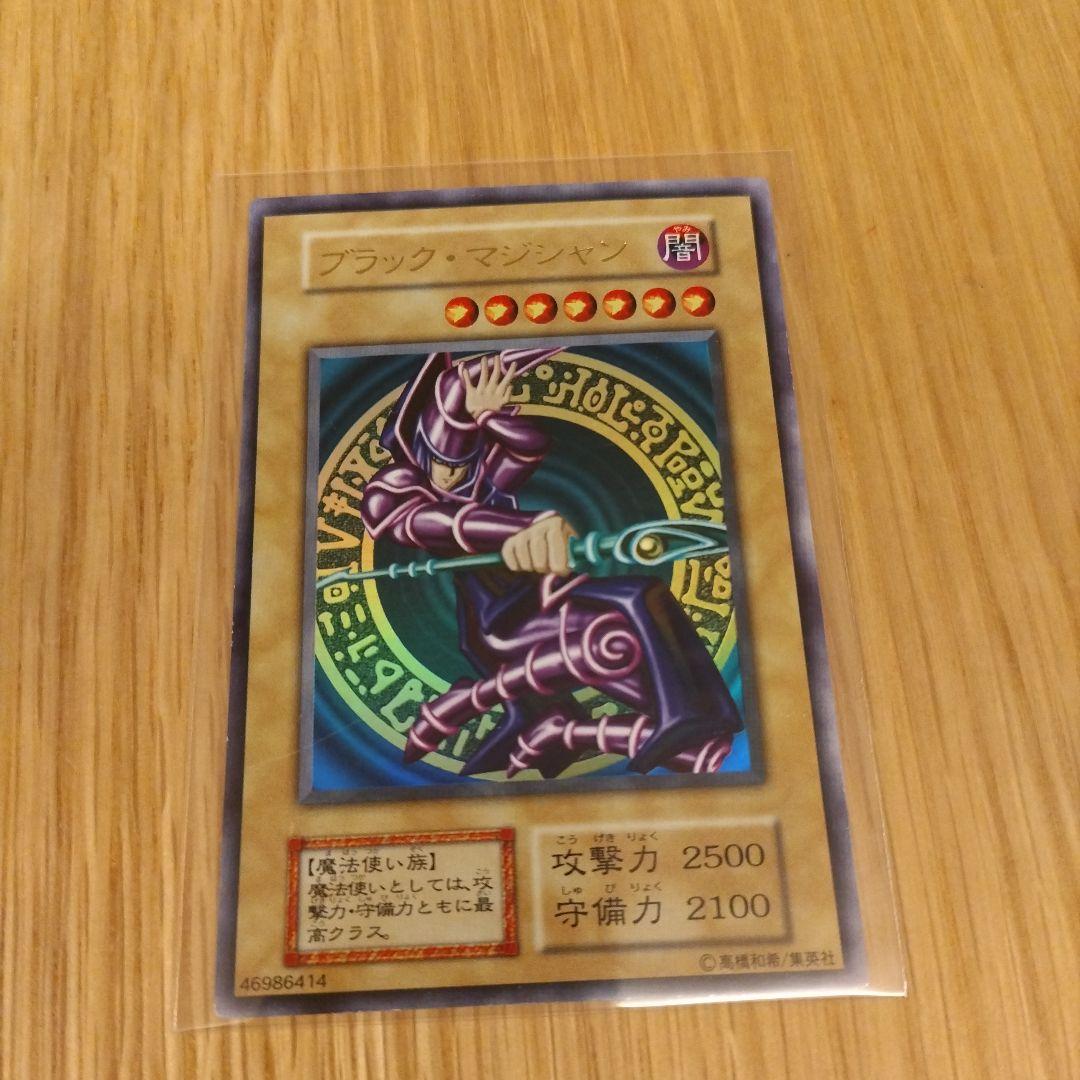 ブラック・マジシャン
やみ
闇
【魔法使い族】
魔法使いとしては、攻
撃力・守備力ともに最
高クラス。
こうげきりょく
攻撃力 2500
しゅびりょく
守備力 2100
46986414
©高橋和希/集英社